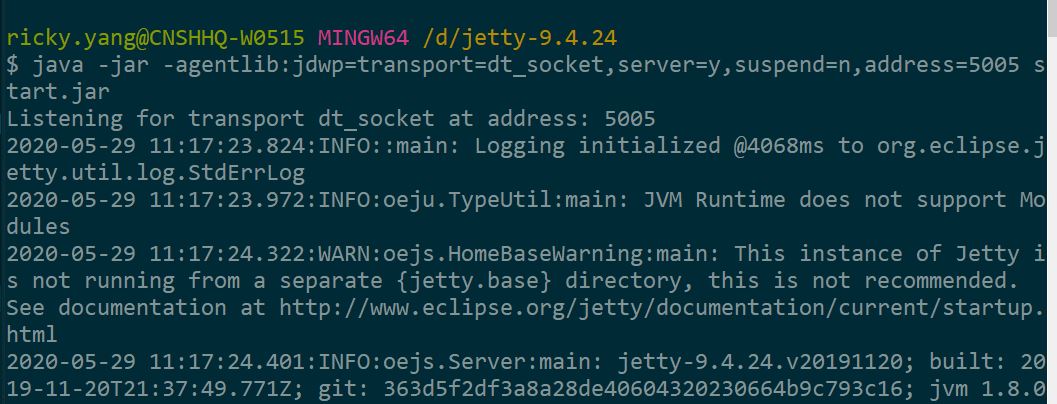 ricky.yang@CNSHHQ-W0515 MINGW64 /d/jetty-9.4.24
$ java -jar -agentlib:jdwp=transport=dt_socket,server=y,suspend=n,address=5005 s
tart.jar
Listening for transport dt_socket at address: 5005
2020-05-29 11:17:23.824:INFO::main: Logging initialized @4068ms to org.eclipse.j
etty.util.log.StdErrLog
2020-05-29 11:17:23.972:INFO:oeju.TypeUtil:main: JVM Runtime does not support Mo
dules
2020-05-29 11:17:24.322:WARN:oejs.HomeBaseWarning:main: This instance of Jetty i
s not running from a separate {jetty.base} directory, this is not recommended.
See documentation at http://www.eclipse.org/jetty/documentation/current/startup.
html
2020-05-29 11:17:24.401:INFO:oejs.Server:main: jetty-9.4.24.v20191120; built: 20
19-11-20T21:37:49.771Z; git: 363d5f2df3a8a28de40604320230664b9c793c16; jvm 1.8.0